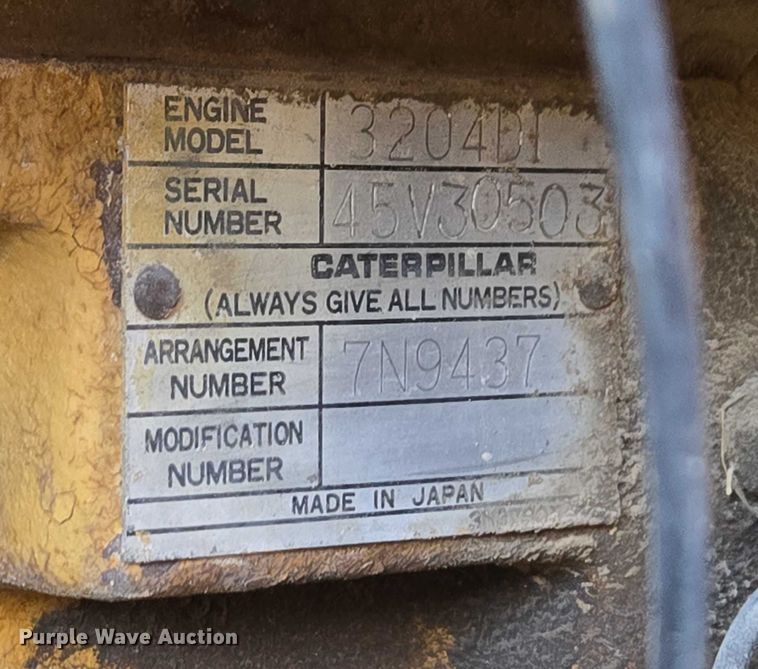 ENGINE MODEL 3204DI
SERIAL NUMBER 45V30503
CATERPILLAR
(ALWAYS GIVE ALL NUMBERS)
ARRANGEMENT NUMBER 7N9437
MODIFICATION NUMBER
MADE IN JAPAN
Purple Wave Auction